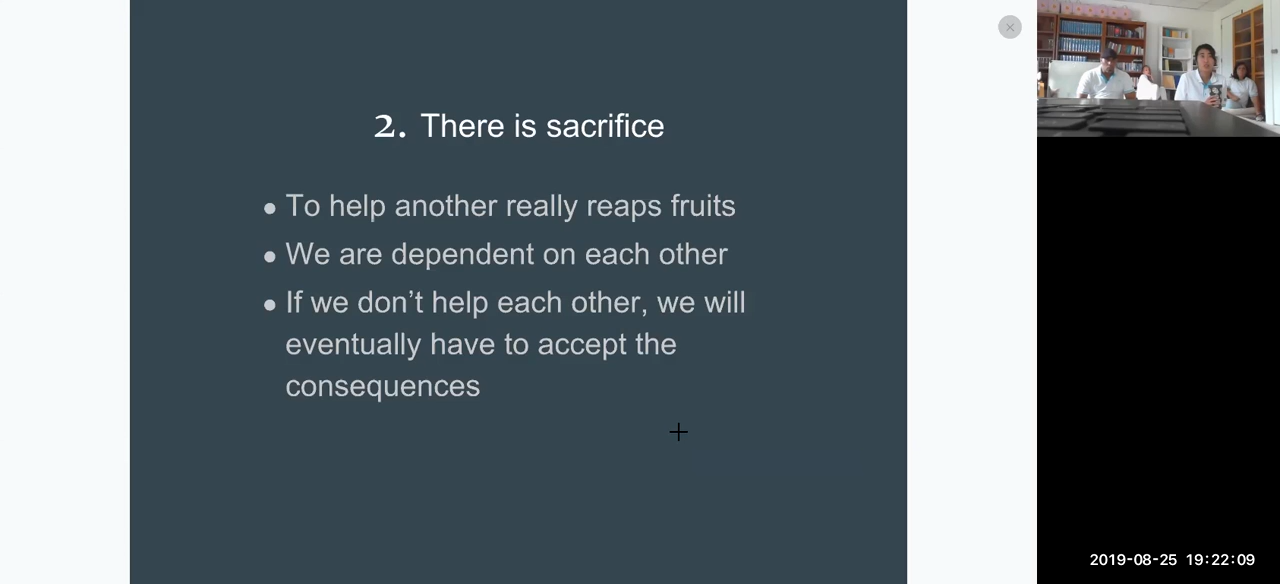 2. There is sacrifice
● To help another really reaps fruits
● We are dependent on each other
● If we don’t help each other, we will
eventually have to accept the
consequences
2019-08-25 19:22:09